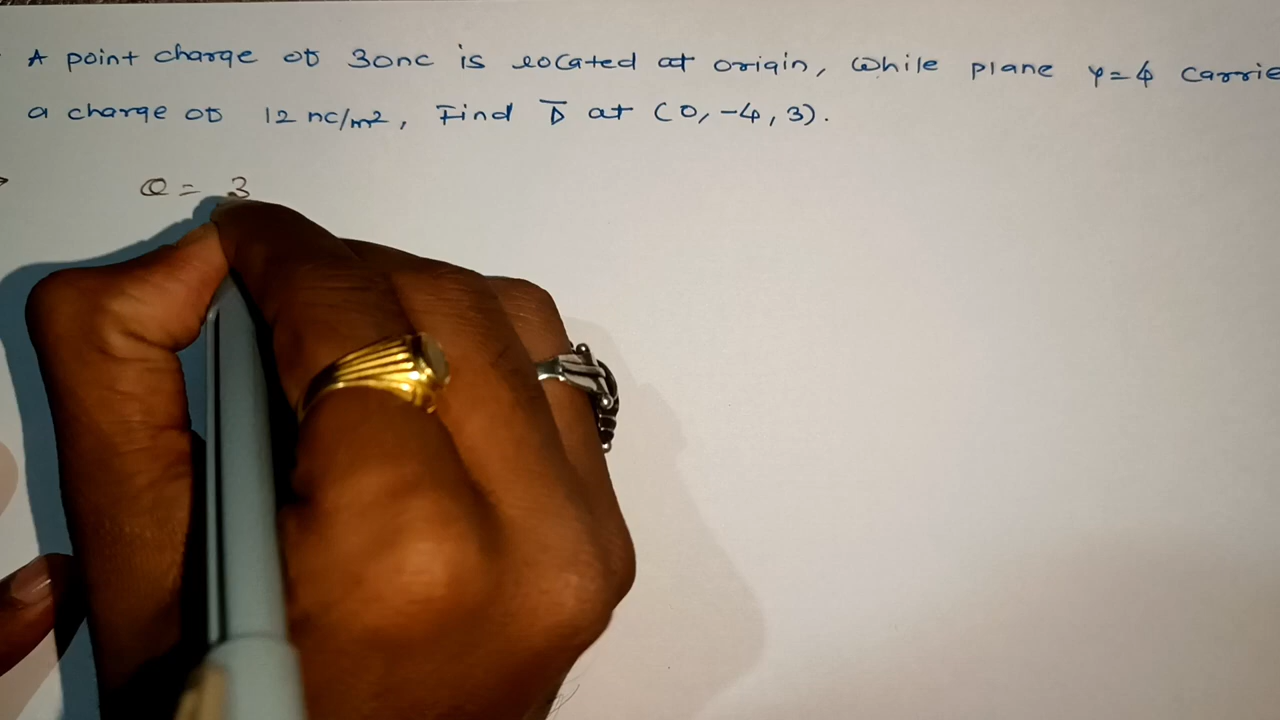 A point charge of 30nc is located at origin, while plane y=4 carrie
a charge of 12 nc/m², Find D̅ at (0, -4, 3).
Q = 3